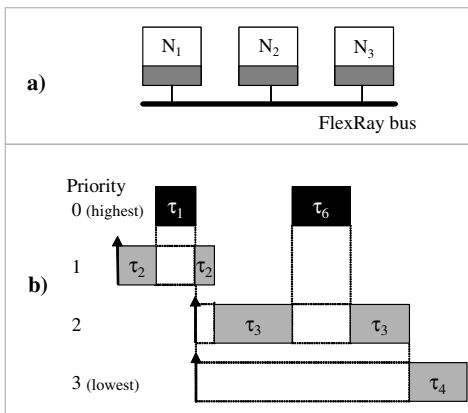 a)
N1 N2 N3
FlexRay bus
Priority
0 (highest) τ1 τ6
1 τ2 τ2
b)
2 τ3 τ3
3 (lowest) τ4